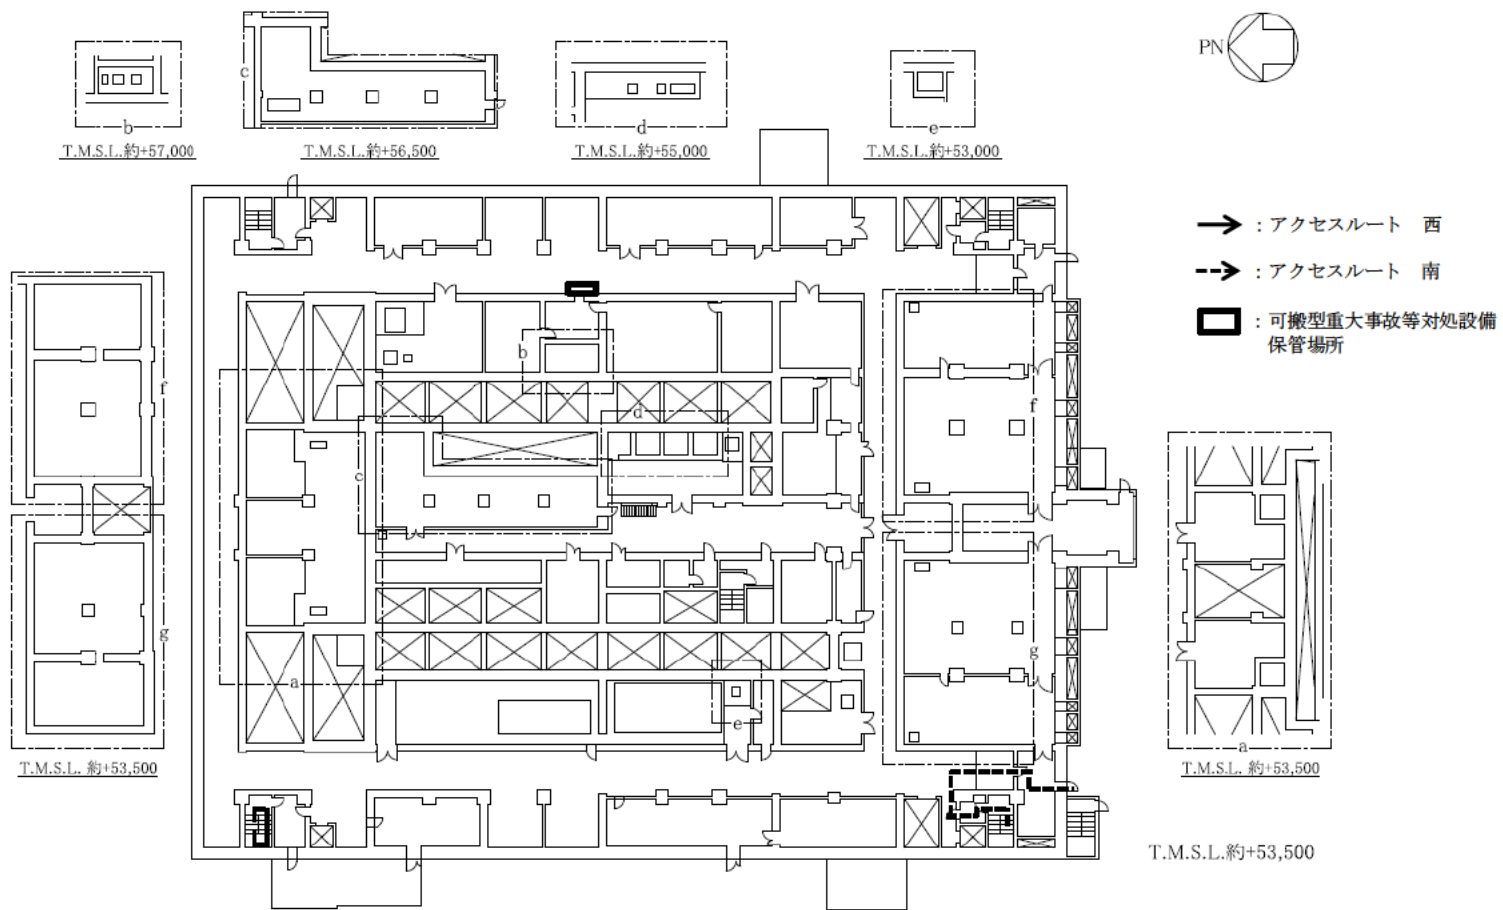 PN
c
b
d
e
T.M.S.L.約+57,000
T.M.S.L.約+56,500
T.M.S.L.約+55,000
T.M.S.L.約+53,000
：アクセスルート　西
：アクセスルート　南
：可搬型重大事故等対処設備
保管場所
b
f
f
d
c
g
g
a
e
a
T.M.S.L. 約+53,500
T.M.S.L. 約+53,500
T.M.S.L.約+53,500